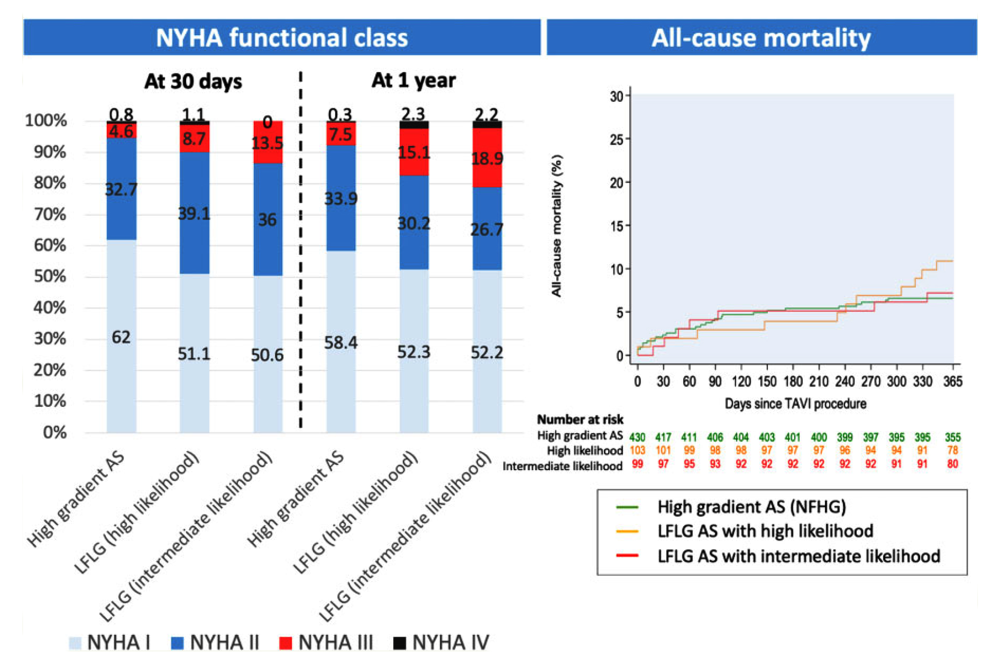 NYHA functional class
At 30 days
At 1 year
100%
90%
80%
70%
60%
50%
40%
30%
20%
10%
0%
0.8
4.6
32.7
62
1.1
8.7
39.1
51.1
0
13.5
36
50.6
0.3
7.5
33.9
58.4
2.3
15.1
30.2
52.3
2.2
18.9
26.7
52.2
High gradient AS
LFLG (high likelihood)
LFLG (intermediate likelihood)
High gradient AS
LFLG (high likelihood)
LFLG (intermediate likelihood)
NYHA I NYHA II NYHA III NYHA IV
All-cause mortality
All-cause mortality (%)
30
25
20
15
10
5
0
0 30 60 90 120 150 180 210 240 270 300 330 365
Days since TAVI procedure
Number at risk
High gradient AS 430 417 411 406 404 403 401 400 399 397 395 395 355
High likelihood 103 101 99 98 98 97 97 97 96 94 94 91 78
Intermediate likelihood 99 97 95 93 92 92 92 92 92 92 91 91 80
High gradient AS (NFHG)
LFLG AS with high likelihood
LFLG AS with intermediate likelihood